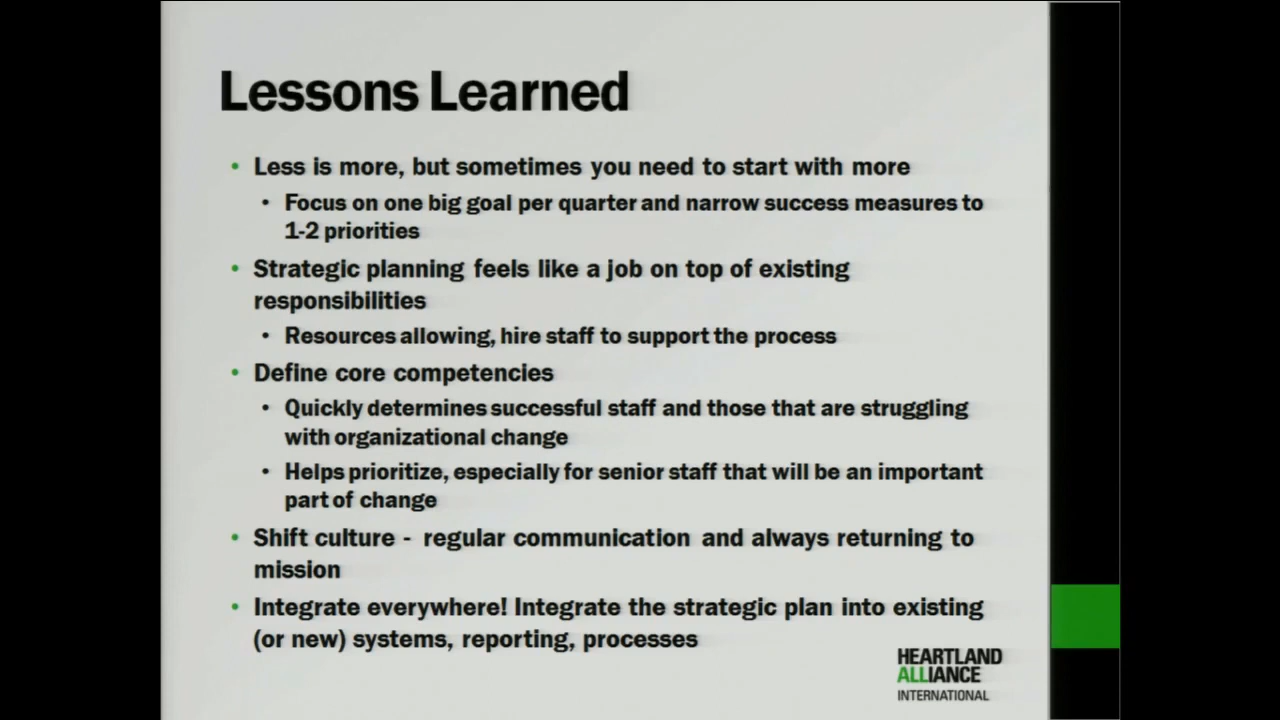 Lessons Learned
• Less is more, but sometimes you need to start with more
• Focus on one big goal per quarter and narrow success measures to
1-2 priorities
• Strategic planning feels like a job on top of existing
responsibilities
• Resources allowing, hire staff to support the process
• Define core competencies
• Quickly determines successful staff and those that are struggling
with organizational change
• Helps prioritize, especially for senior staff that will be an important
part of change
• Shift culture - regular communication and always returning to
mission
• Integrate everywhere! Integrate the strategic plan into existing
(or new) systems, reporting, processes
HEARTLAND
ALLIANCE
INTERNATIONAL